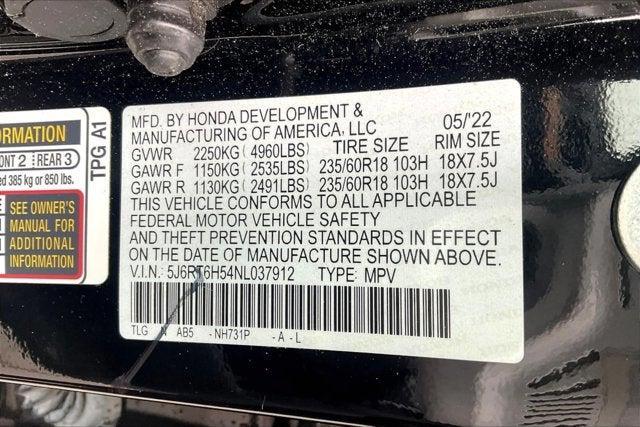 ORMATION
ONT 2 REAR 3
ed 385 kg or 850 lbs.
SEE OWNER'S
MANUAL FOR
ADDITIONAL
INFORMATION
TPG A1
MFD. BY HONDA DEVELOPMENT & 05/'22
MANUFACTURING OF AMERICA, LLC
GVWR 2250KG (4960LBS) TIRE SIZE RIM SIZE
GAWR F 1150KG (2535LBS) 235/60R18 103H 18X7.5J
GAWR R 1130KG (2491LBS) 235/60R18 103H 18X7.5J
THIS VEHICLE CONFORMS TO ALL APPLICABLE
FEDERAL MOTOR VEHICLE SAFETY
AND THEFT PREVENTION STANDARDS IN EFFECT
ON THE DATE OF MANUFACTURE SHOWN ABOVE.
V.I.N.: 5J6RT6H54NL037912 TYPE: MPV
TLG N AB5 - NH731P - A - L